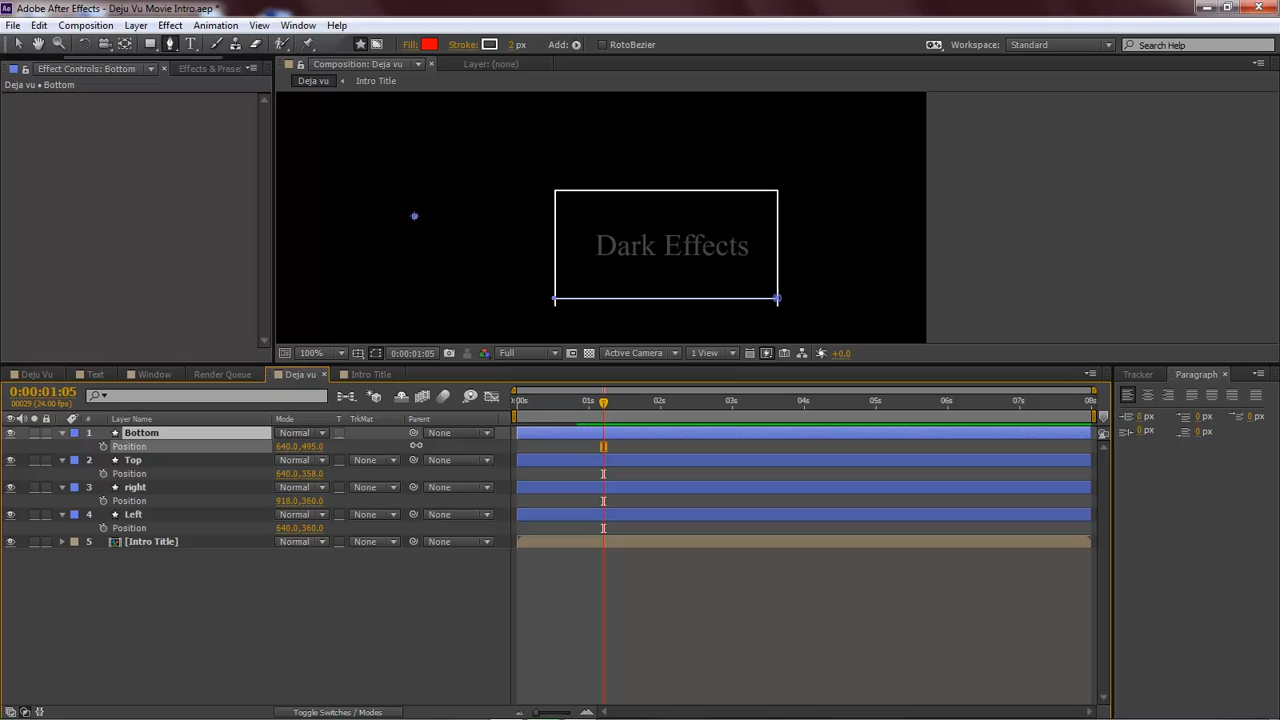 Adobe After Effects - Deju Vu Movie Intro.aep *
File Edit Composition Layer Effect Animation View Window Help
Fill: Stroke: 2 px Add: RotoBezier Workspace: Standard Search Help
Effect Controls: Bottom Effects & Prese Composition: Deja vu Layer: (none)
Deja vu • Bottom Deja vu Intro Title
Dark Effects
100% 0:00:01:05 Full Active Camera 1 View +0.0
Deju Vu Text Window Render Queue Deja vu Intro Title Tracker Paragraph
0:00:01:05
00029 (24.00 fps)
:00s 01s 02s 03s 04s 05s 06s 07s 08s
0 px 0 px 0 px
0 px 0 px
# Layer Name Mode T TrkMat Parent
1 Bottom Normal None
Position 640.0,495.0
2 Top Normal None None
Position 640.0,358.0
3 right Normal None None
Position 918.0,360.0
4 Left Normal None None
Position 640.0,360.0
5 [Intro Title] Normal None None
Toggle Switches / Modes